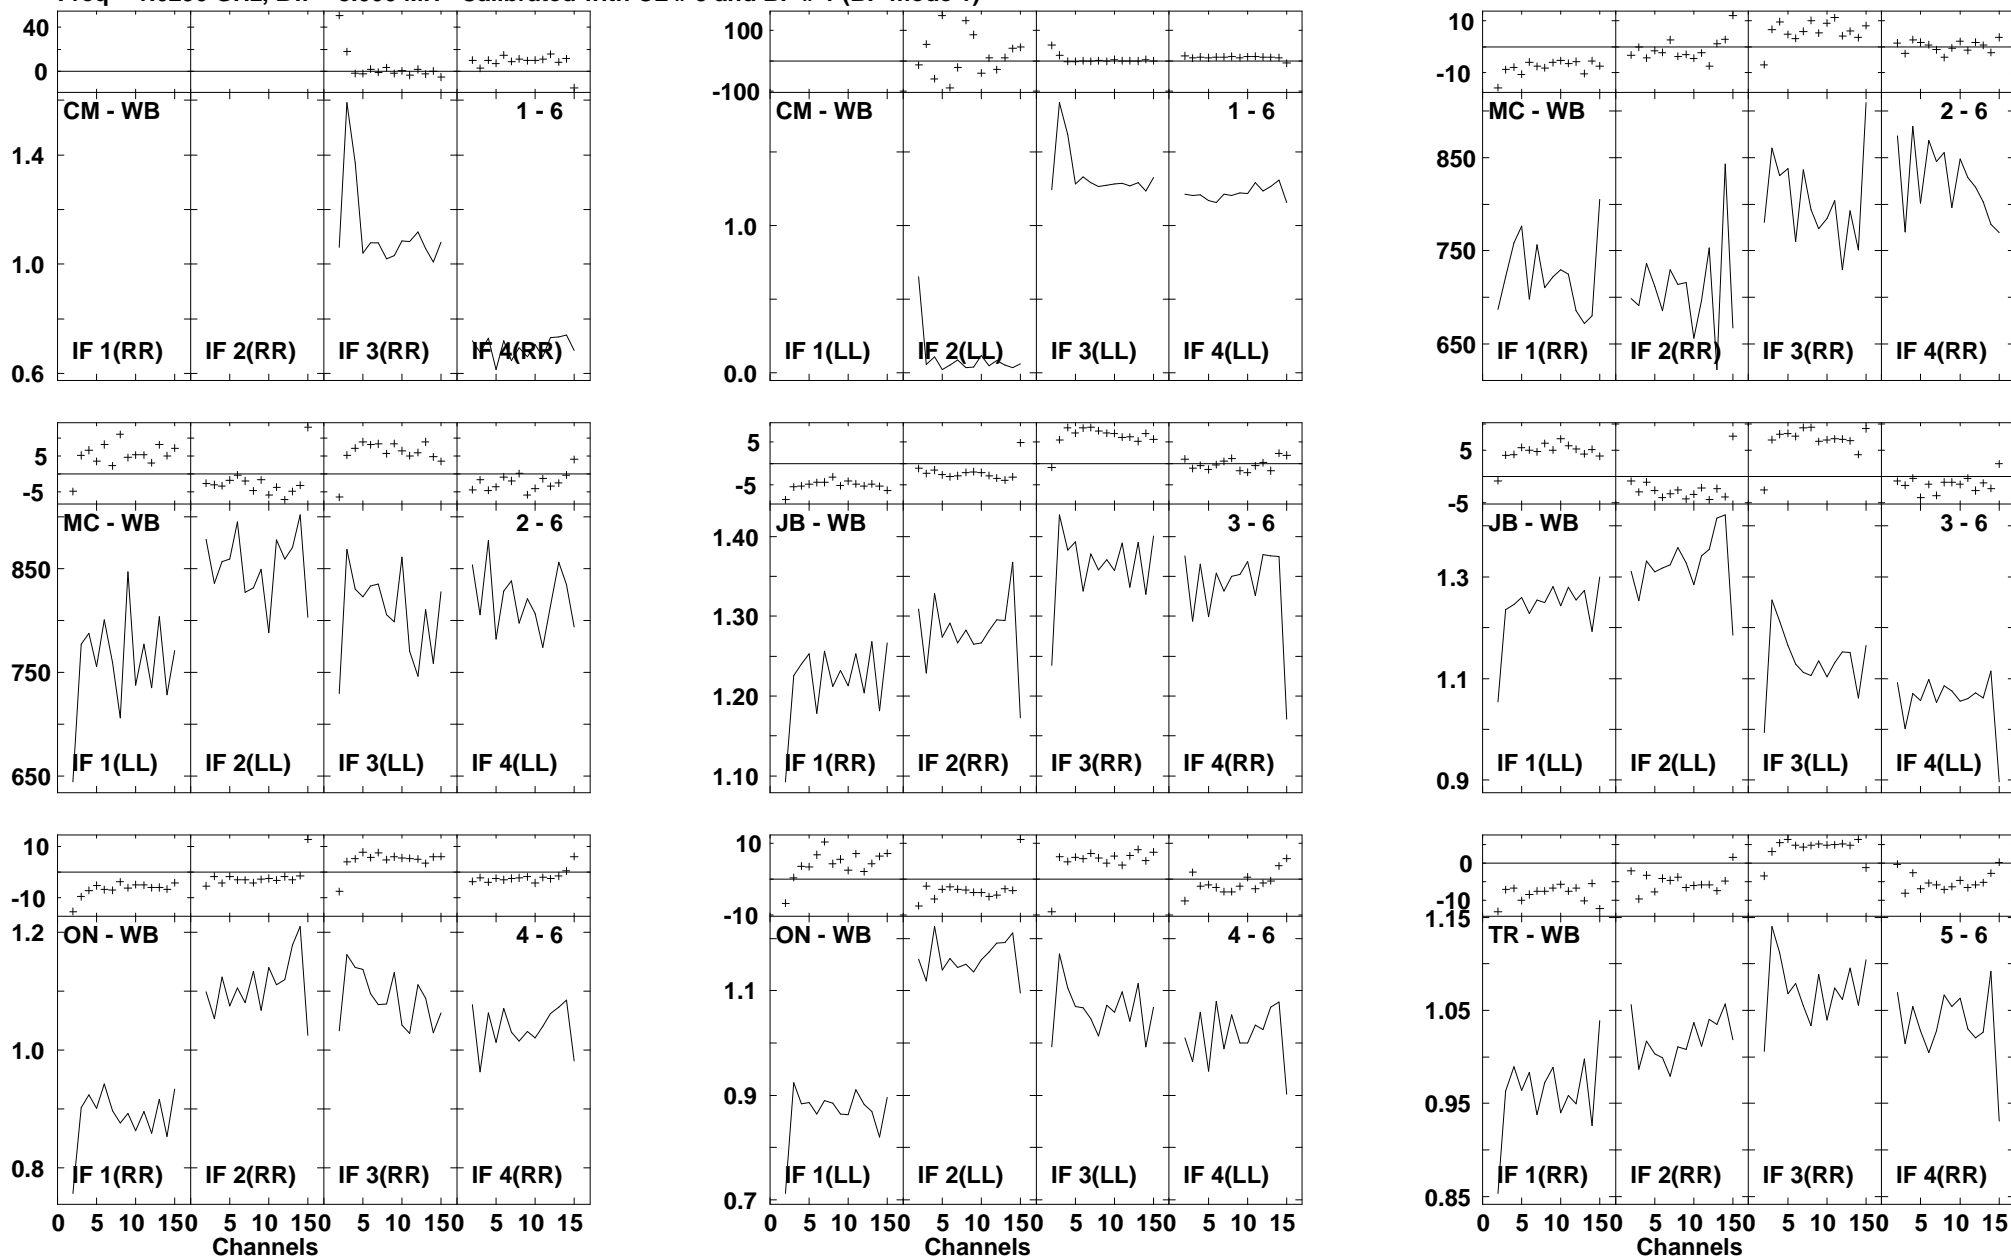 40
0
CM - WB
1 - 6
1.4
1.0
0.6
IF 1(RR)
IF 2(RR)
IF 3(RR)
IF 4(RR)
100
-100
CM - WB
1 - 6
1.0
0.0
IF 1(LL)
IF 2(LL)
IF 3(LL)
IF 4(LL)
10
-10
MC - WB
2 - 6
850
750
650
IF 1(RR)
IF 2(RR)
IF 3(RR)
IF 4(RR)
5
-5
MC - WB
2 - 6
850
750
650
IF 1(LL)
IF 2(LL)
IF 3(LL)
IF 4(LL)
5
-5
JB - WB
3 - 6
1.40
1.30
1.20
1.10
IF 1(RR)
IF 2(RR)
IF 3(RR)
IF 4(RR)
5
-5
JB - WB
3 - 6
1.3
1.1
0.9
IF 1(LL)
IF 2(LL)
IF 3(LL)
IF 4(LL)
10
-10
ON - WB
4 - 6
1.2
1.0
0.8
IF 1(RR)
IF 2(RR)
IF 3(RR)
IF 4(RR)
0 5 10 150 5 10 150 5 10 150 5 10 15
Channels
10
-10
ON - WB
4 - 6
1.1
0.9
0.7
IF 1(LL)
IF 2(LL)
IF 3(LL)
IF 4(LL)
0 5 10 150 5 10 150 5 10 150 5 10 15
Channels
0
-10
TR - WB
5 - 6
1.15
1.05
0.95
0.85
IF 1(RR)
IF 2(RR)
IF 3(RR)
IF 4(RR)
0 5 10 150 5 10 150 5 10 150 5 10 15
Channels